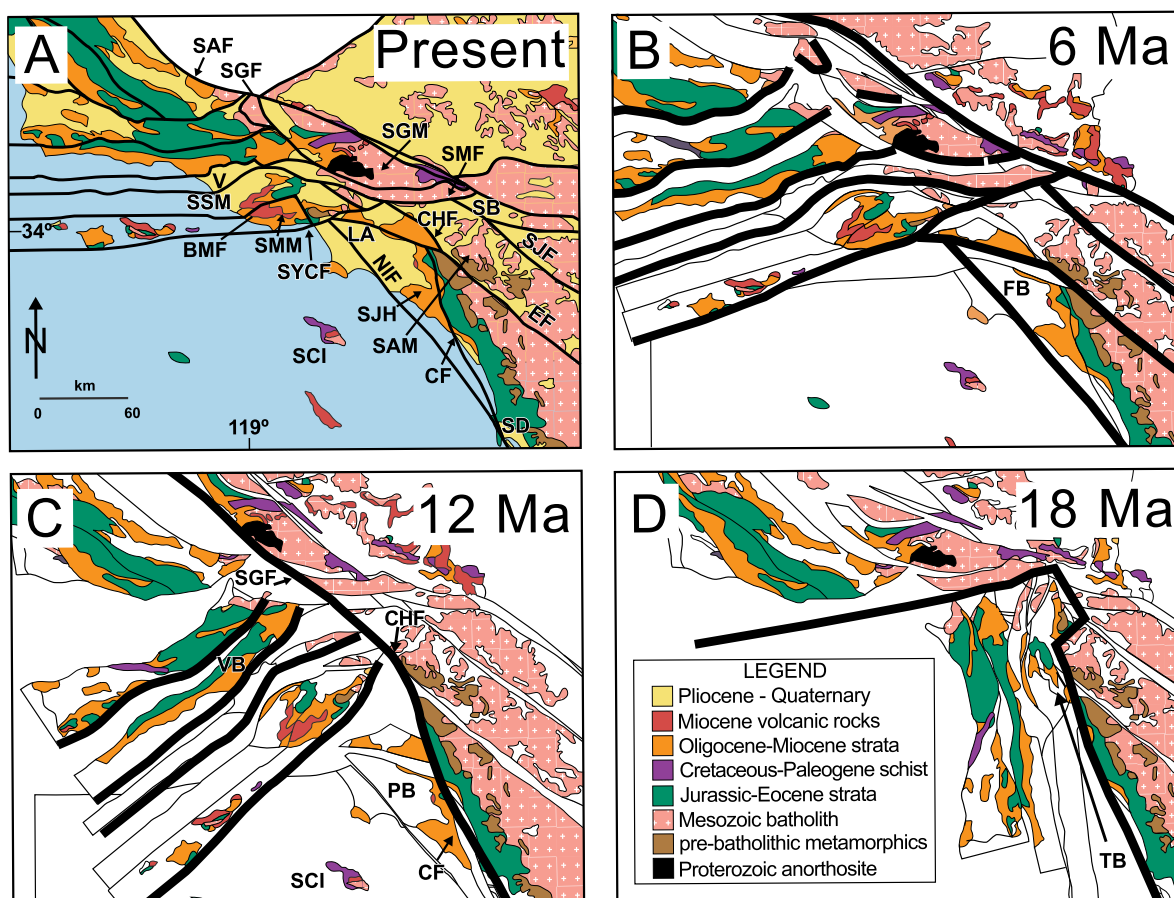 A
Present
SAF
SGF
SGM
SMF
V
SSM
SB
CHF
34º
LA
BMF
SMM
SYCF
NIF
SJF
EF
N
SJH
SAM
SCI
CF
km
0 60
119º
SD
B
6 Ma
FB
C
12 Ma
SGF
CHF
VB
PB
SCI
CF
D
18 Ma
LEGEND
Pliocene - Quaternary
Miocene volcanic rocks
Oligocene-Miocene strata
Cretaceous-Paleogene schist
Jurassic-Eocene strata
Mesozoic batholith
pre-batholithic metamorphics
Proterozoic anorthosite
TB